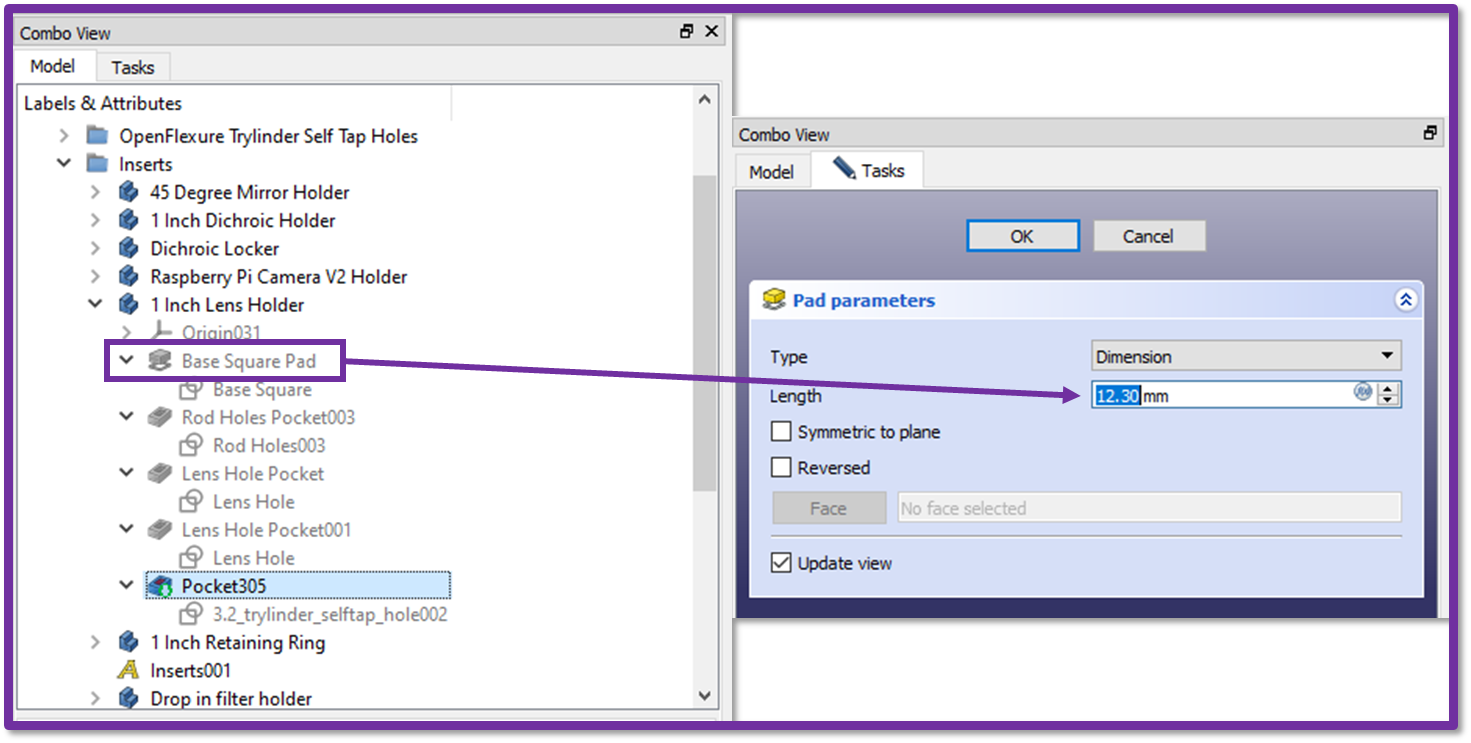 Combo View
Model Tasks
Labels & Attributes
OpenFlexure Trylinder Self Tap Holes
Inserts
45 Degree Mirror Holder
1 Inch Dichroic Holder
Dichroic Locker
Raspberry Pi Camera V2 Holder
1 Inch Lens Holder
Origin031
Base Square Pad
Base Square
Rod Holes Pocket003
Rod Holes003
Lens Hole Pocket
Lens Hole
Lens Hole Pocket001
Lens Hole
Pocket305
3.2_trylinder_selftap_hole002
1 Inch Retaining Ring
Inserts001
Drop in filter holder
Combo View
Model Tasks
OK Cancel
Pad parameters
Type Dimension
Length 12.30 mm
Symmetric to plane
Reversed
Face No face selected
Update view